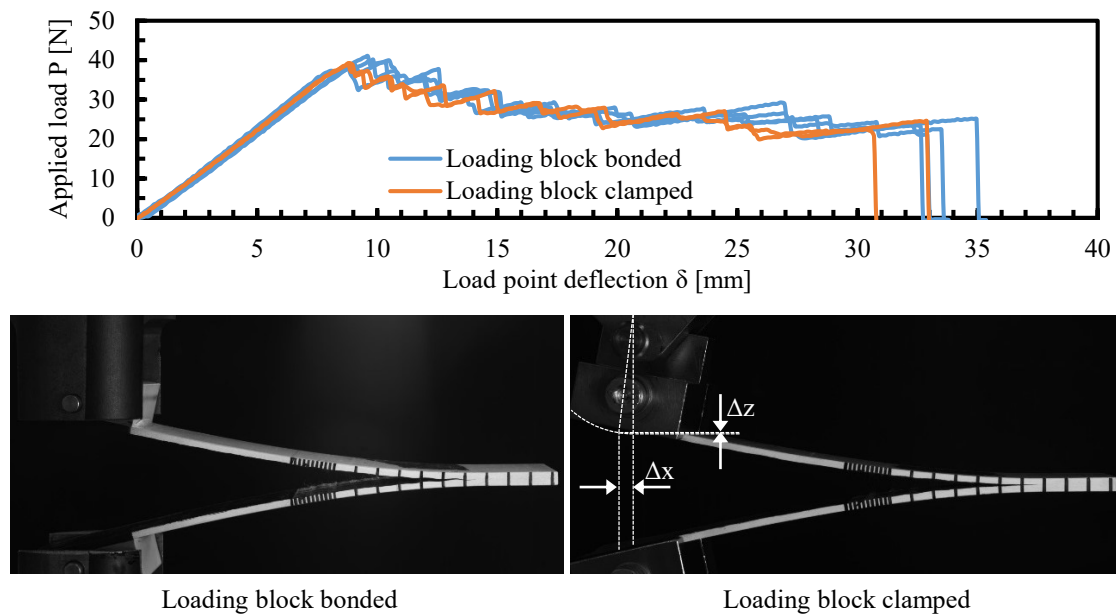 50
40
30
20
10
0
Applied load P [N]
Loading block bonded
Loading block clamped
0 5 10 15 20 25 30 35 40
Load point deflection δ [mm]
Δz
Δx
Loading block bonded
Loading block clamped